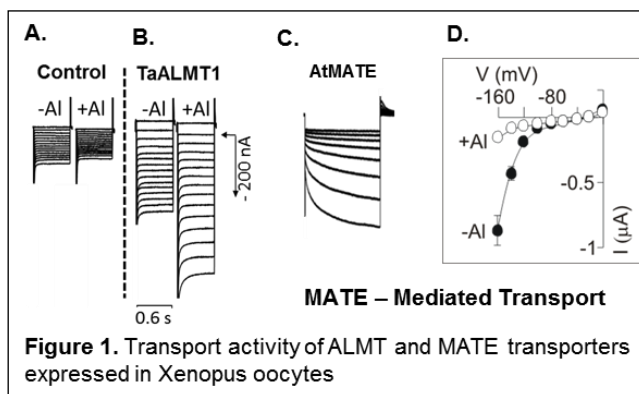 A.
B.
C.
D.
Control
TaALMT1
AtMATE
-Al +Al
-Al +Al
- 200 nA
0.6 s
V (mV)
-160 -80
+Al
-Al
-0.5
-1
I (μA)
MATE – Mediated Transport
Figure 1. Transport activity of ALMT and MATE transporters
expressed in Xenopus oocytes